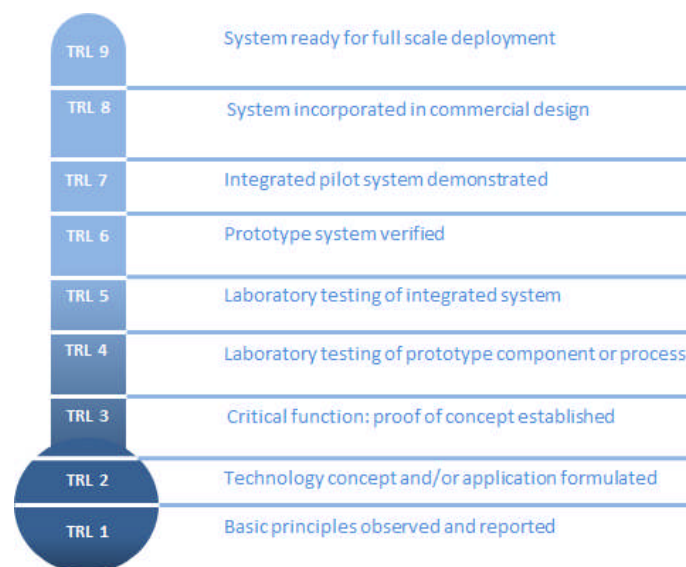 TRL 9
System ready for full scale deployment
TRL 8
System incorporated in commercial design
TRL 7
Integrated pilot system demonstrated
TRL 6
Prototype system verified
TRL 5
Laboratory testing of integrated system
TRL 4
Laboratory testing of prototype component or process
TRL 3
Critical function: proof of concept established
TRL 2
Technology concept and/or application formulated
TRL 1
Basic principles observed and reported